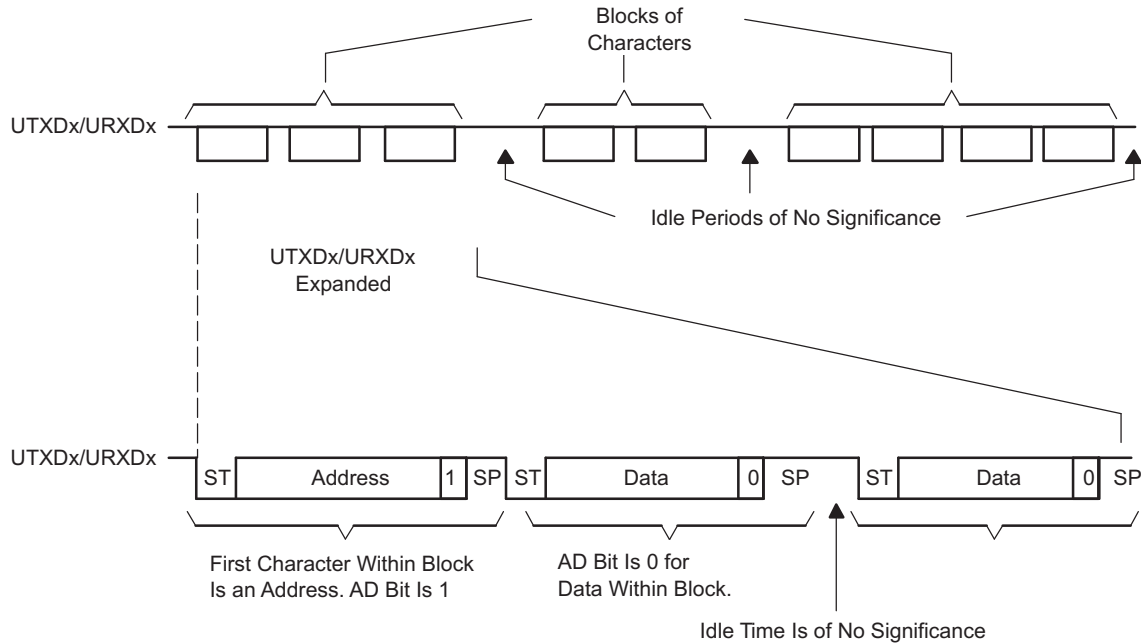 Blocks of
Characters
UTXDx/URXDx
Idle Periods of No Significance
UTXDx/URXDx
Expanded
UTXDx/URXDx
ST Address 1 SP ST Data 0 SP ST Data 0 SP
First Character Within Block
Is an Address. AD Bit Is 1
AD Bit Is 0 for
Data Within Block.
Idle Time Is of No Significance